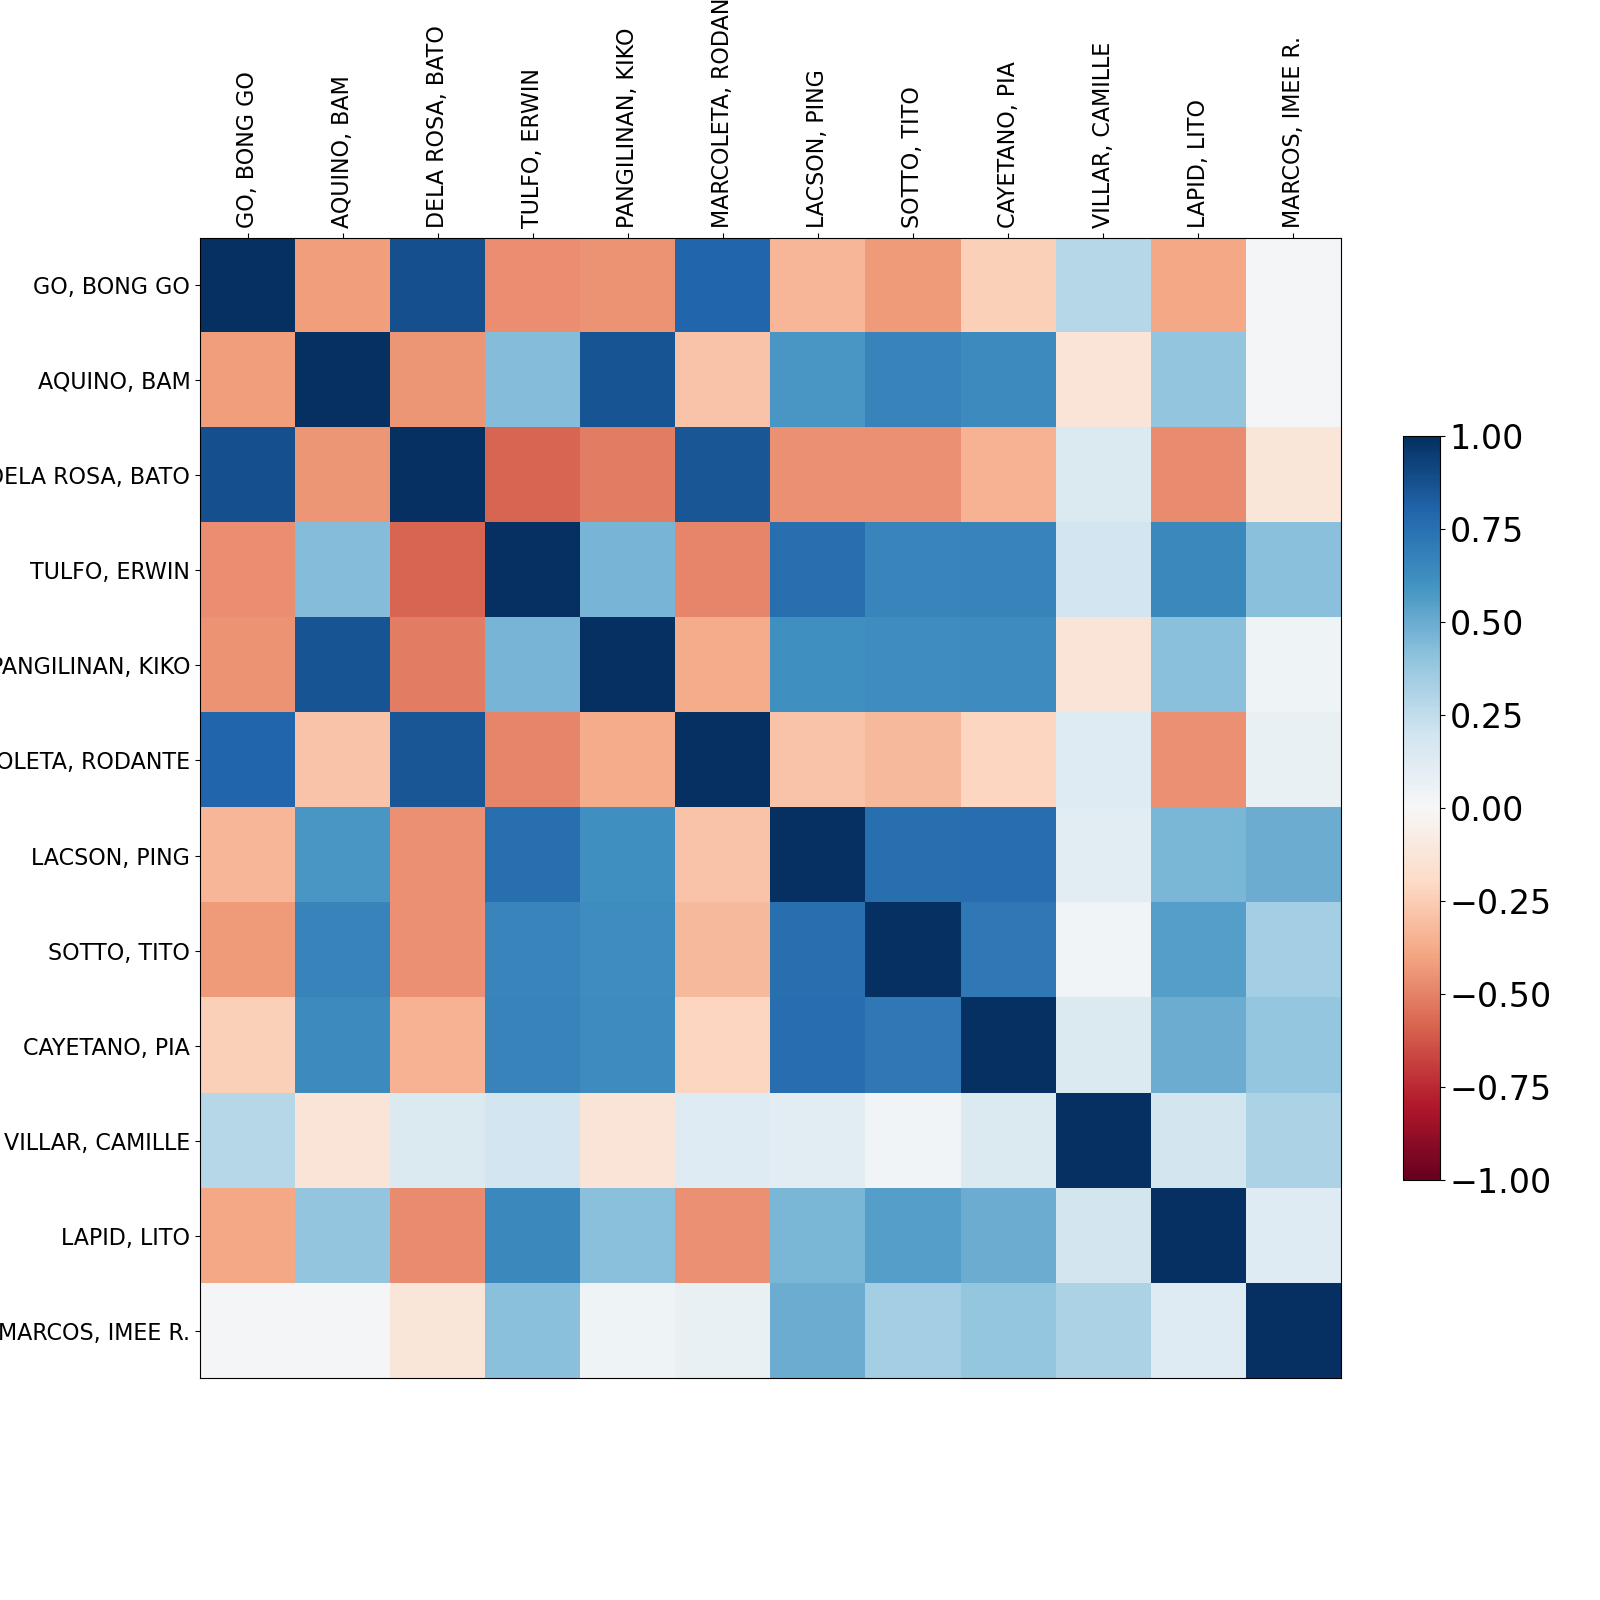 GO, BONG GO
AQUINO, BAM
DELA ROSA, BATO
TULFO, ERWIN
PANGILINAN, KIKO
MARCOLETA, RODAN
LACSON, PING
SOTTO, TITO
CAYETANO, PIA
VILLAR, CAMILLE
LAPID, LITO
MARCOS, IMEE R.
GO, BONG GO
AQUINO, BAM
DELA ROSA, BATO
TULFO, ERWIN
PANGILINAN, KIKO
OLETA, RODANTE
LACSON, PING
SOTTO, TITO
CAYETANO, PIA
VILLAR, CAMILLE
LAPID, LITO
MARCOS, IMEE R.
1.00
0.75
0.50
0.25
0.00
−0.25
−0.50
−0.75
−1.00